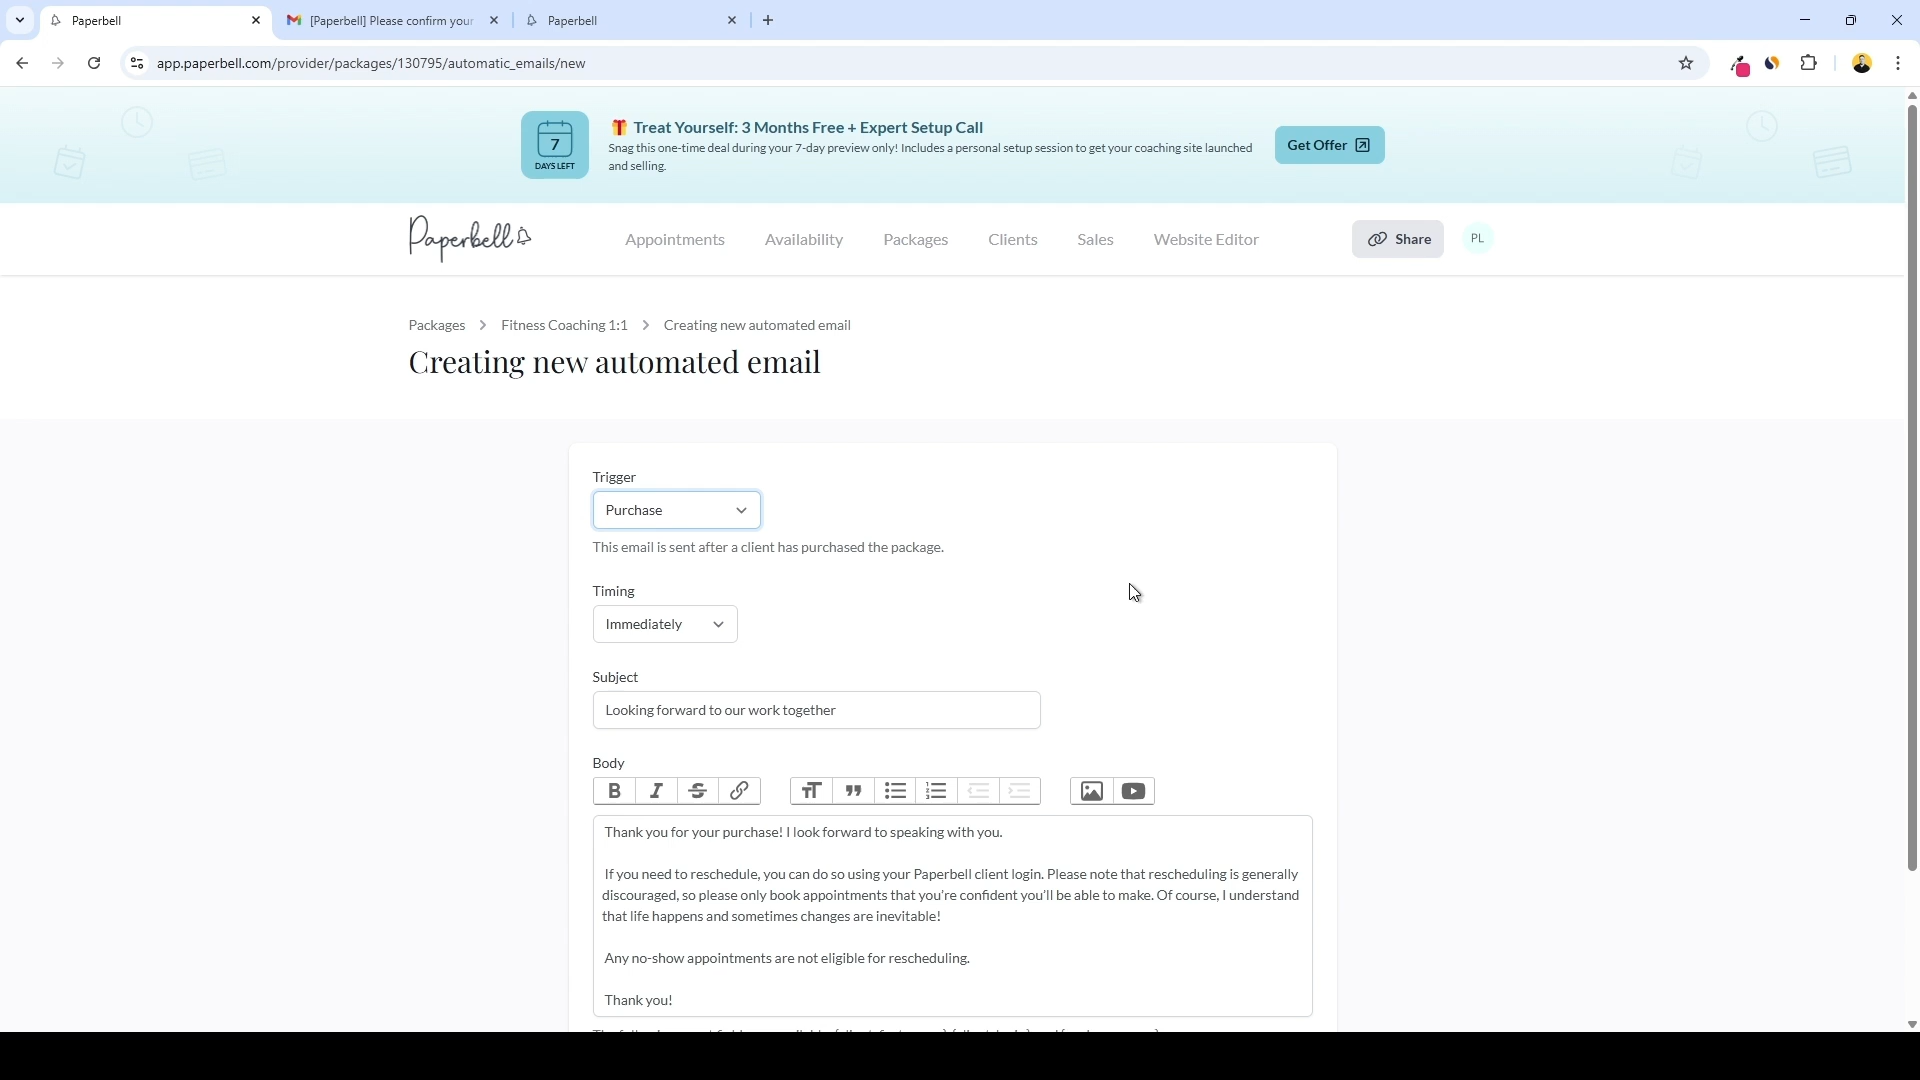 Paperbell
[Paperbell] Please confirm your
Paperbell
app.paperbell.com/provider/packages/130795/automatic_emails/new
7
DAYS LEFT
🎁 Treat Yourself: 3 Months Free + Expert Setup Call
Snag this one-time deal during your 7-day preview only! Includes a personal setup session to get your coaching site launched
and selling.
Get Offer
Paperbell
Appointments
Availability
Packages
Clients
Sales
Website Editor
Share
PL
Packages > Fitness Coaching 1:1 > Creating new automated email
Creating new automated email
Trigger
Purchase
This email is sent after a client has purchased the package.
Timing
Immediately
Subject
Looking forward to our work together
Body
Thank you for your purchase! I look forward to speaking with you.
If you need to reschedule, you can do so using your Paperbell client login. Please note that rescheduling is generally
discouraged, so please only book appointments that you're confident you'll be able to make. Of course, I understand
that life happens and sometimes changes are inevitable!
Any no-show appointments are not eligible for rescheduling.
Thank you!